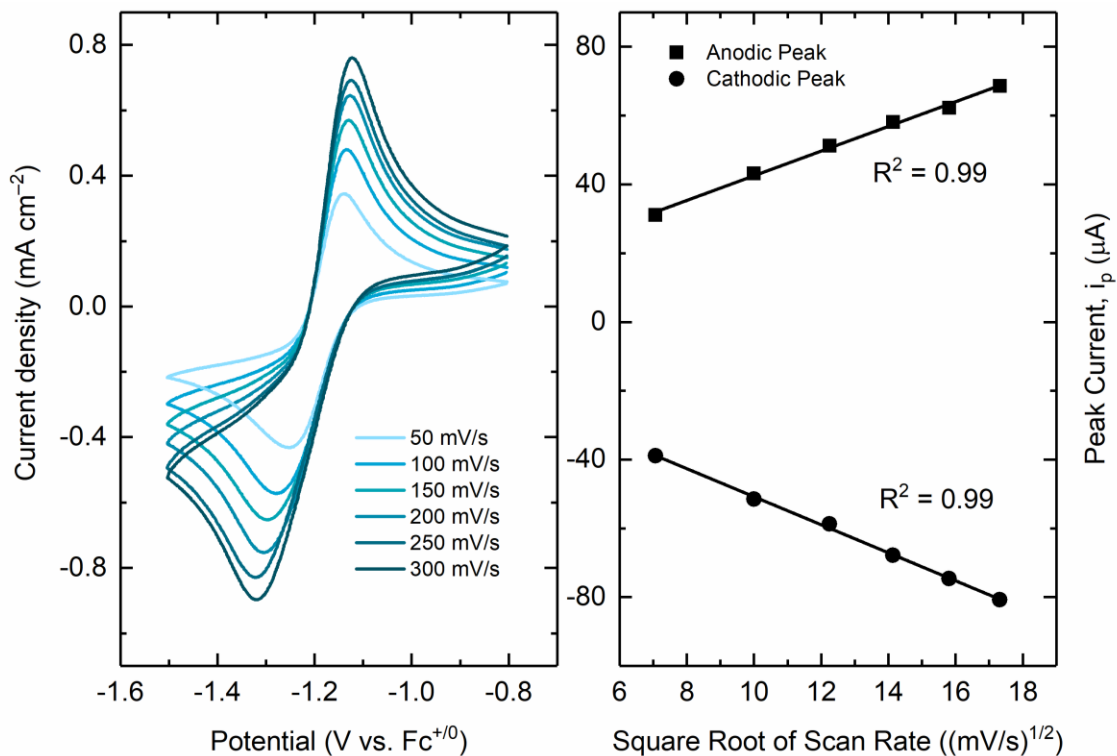 0.8
0.4
0.0
-0.4
-0.8
Current density (mA cm⁻²)
50 mV/s
100 mV/s
150 mV/s
200 mV/s
250 mV/s
300 mV/s
-1.6 -1.4 -1.2 -1.0 -0.8
Potential (V vs. Fc⁺/⁰)
Anodic Peak
Cathodic Peak
R² = 0.99
R² = 0.99
80
40
0
-40
-80
Peak Current, iₚ (μA)
6 8 10 12 14 16 18
Square Root of Scan Rate ((mV/s)¹/²)